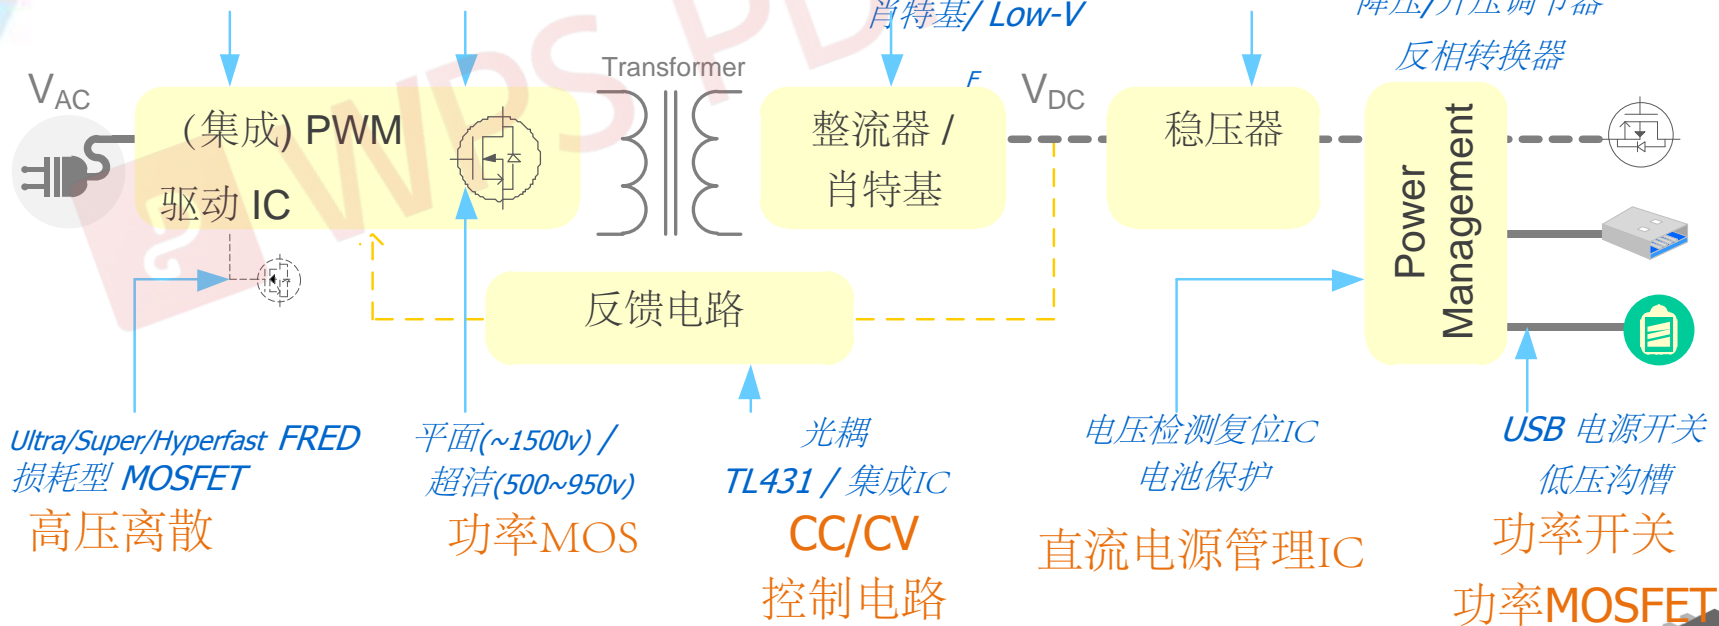 肖特基/ Low-V
F
降压/升压调节器
反相转换器
VAC
Transformer
VDC
(集成) PWM
驱动 IC
整流器 /
肖特基
稳压器
Power
Management
反馈电路
WPS PD
Ultra/Super/Hyperfast FRED
损耗型 MOSFET
高压离散
平面(~1500v) /
超洁(500~950v)
功率MOS
光耦
TL431 / 集成IC
CC/CV
控制电路
电压检测复位IC
电池保护
直流电源管理IC
USB 电源开关
低压沟槽
功率开关
功率MOSFET